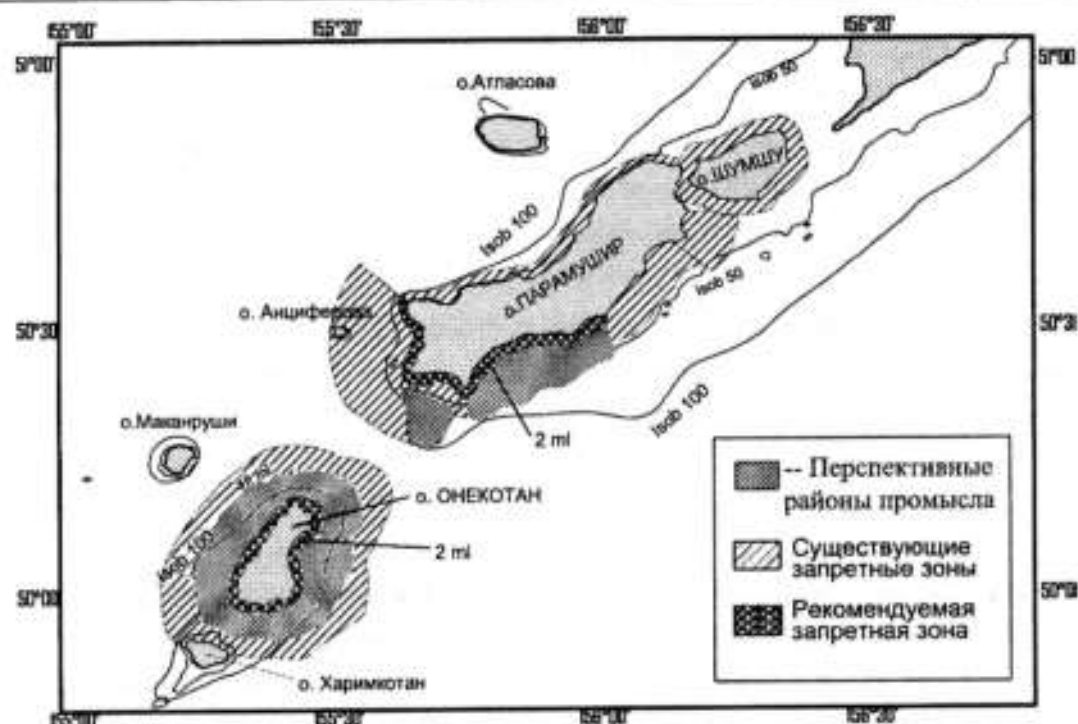 155°00' 155°30' 156°00' 156°30'
51°00' 51°00
о.Атласова
Isob 50
о.ШУМШУ
Isob 100
о.ПАРАМУШИР
Isob 50
о. Анциферова
50°30 50°30
Isob 100
2 ml
о.Маканруши
о. ОНЕКОТАН
2 ml
Isob 100
50°00 50°00
о. Харимкотан
-- Перспективные
районы промысла
Существующие
запретные зоны
Рекомендуемая
запретная зона
155°00' 155°30' 156°00' 156°30'